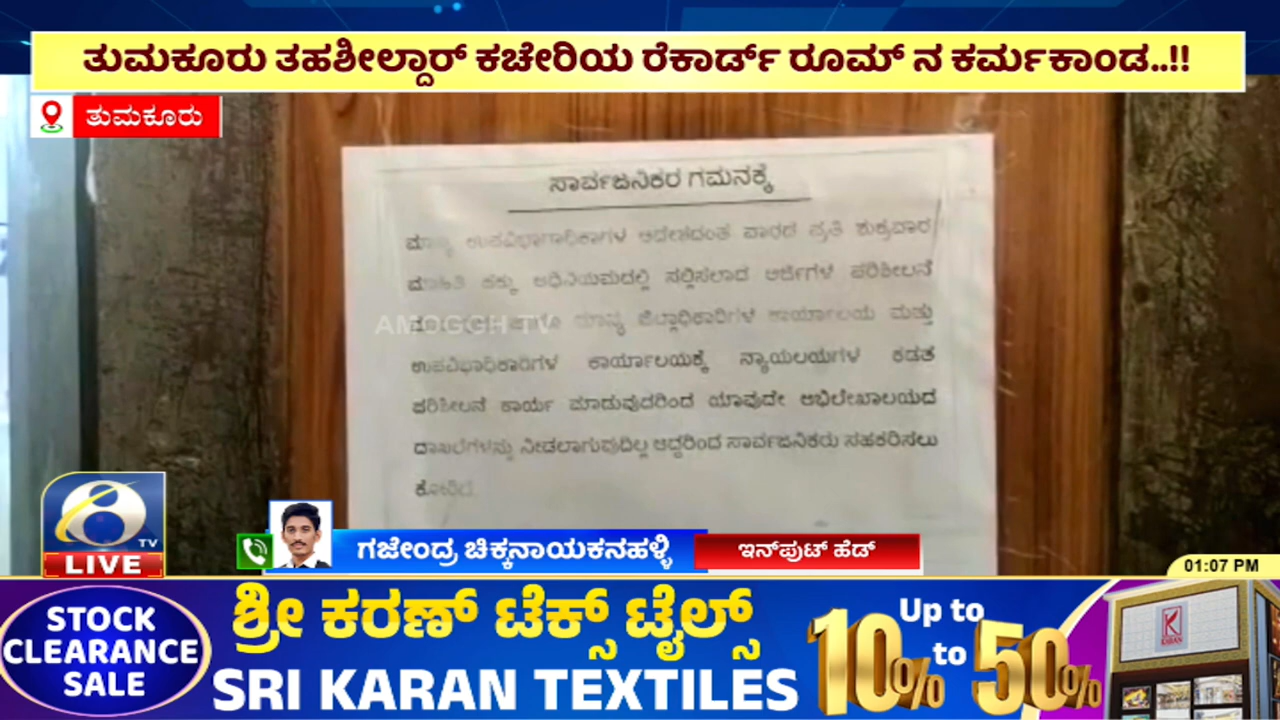 ತುಮಕೂರು ತಹಶೀಲ್ದಾರ್ ಕಚೇರಿಯ ರೆಕಾರ್ಡ್ ರೂಮ್ ನ ಕರ್ಮಕಾಂಡ..!!
ತುಮಕೂರು
ಸಾರ್ವಜನಿಕರ ಗಮನಕ್ಕೆ
ಮಾನ್ಯ ಉಪವಿಭಾಗಾಧಿಕಾರಿಗಳ ಆದೇಶದಂತೆ ವಾರದ ಪ್ರತಿ ಶುಕ್ರವಾರ
ಮಾಹಿತಿ ಹಕ್ಕು ಅಧಿನಿಯಮದಲ್ಲಿ ಸಲ್ಲಿಸಲಾದ ಅರ್ಜಿಗಳ ಪರಿಶೀಲನೆ
ಮಾನ್ಯ ಜಿಲ್ಲಾಧಿಕಾರಿಗಳ ಕಾರ್ಯಾಲಯ ಮತ್ತು
AMOGGH TV
ಉಪವಿಭಾಧಿಕಾರಿಗಳ ಕಾರ್ಯಾಲಯಕ್ಕೆ ನ್ಯಾಯಲಯಗಳ ಕಡತ
ಪರಿಶೀಲನೆ ಕಾರ್ಯ ಮಾಡುವುದರಿಂದ ಯಾವುದೇ ಅಭಿಲೇಖಾಲಯದ
ದಾಖಲೆಗಳನ್ನು ನೀಡಲಾಗುವುದಿಲ್ಲ ಆದ್ದರಿಂದ ಸಾರ್ವಜನಿಕರು ಸಹಕರಿಸಲು
ಕೋರಿದೆ
8 TV
LIVE
ಗಜೇಂದ್ರ ಚಿಕ್ಕನಾಯಕನಹಳ್ಳಿ
ಇನ್‌ಪುಟ್ ಹೆಡ್
01:07 PM
STOCK
CLEARANCE
SALE
ಶ್ರೀ ಕರಣ್ ಟೆಕ್ಸ್ ಟೈಲ್ಸ್
SRI KARAN TEXTILES
Up to
10% to 50%
KARAN